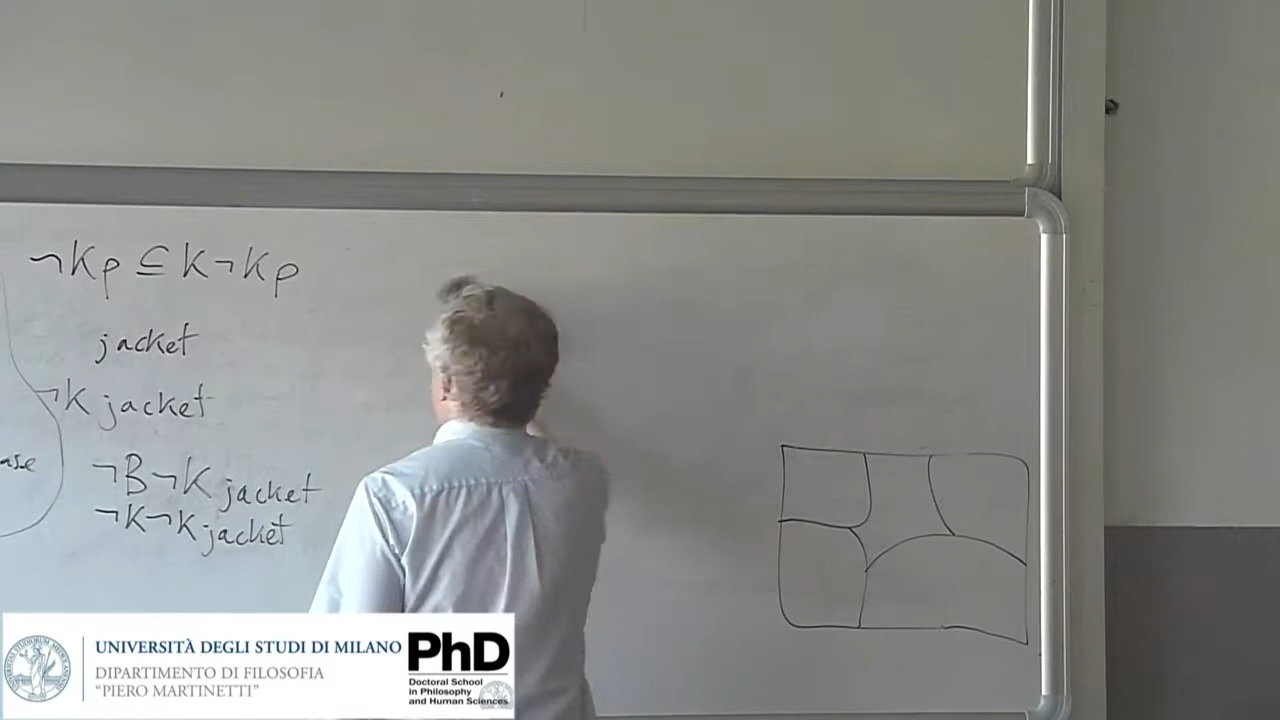 ¬Kp ⊆ K¬Kp
jacket
¬K jacket
ase
¬B¬K jacket
¬K¬K jacket
UNIVERSITÀ DEGLI STUDI DI MILANO
DIPARTIMENTO DI FILOSOFIA
"PIERO MARTINETTI"
PhD
Doctoral School
in Philosophy
and Human Sciences